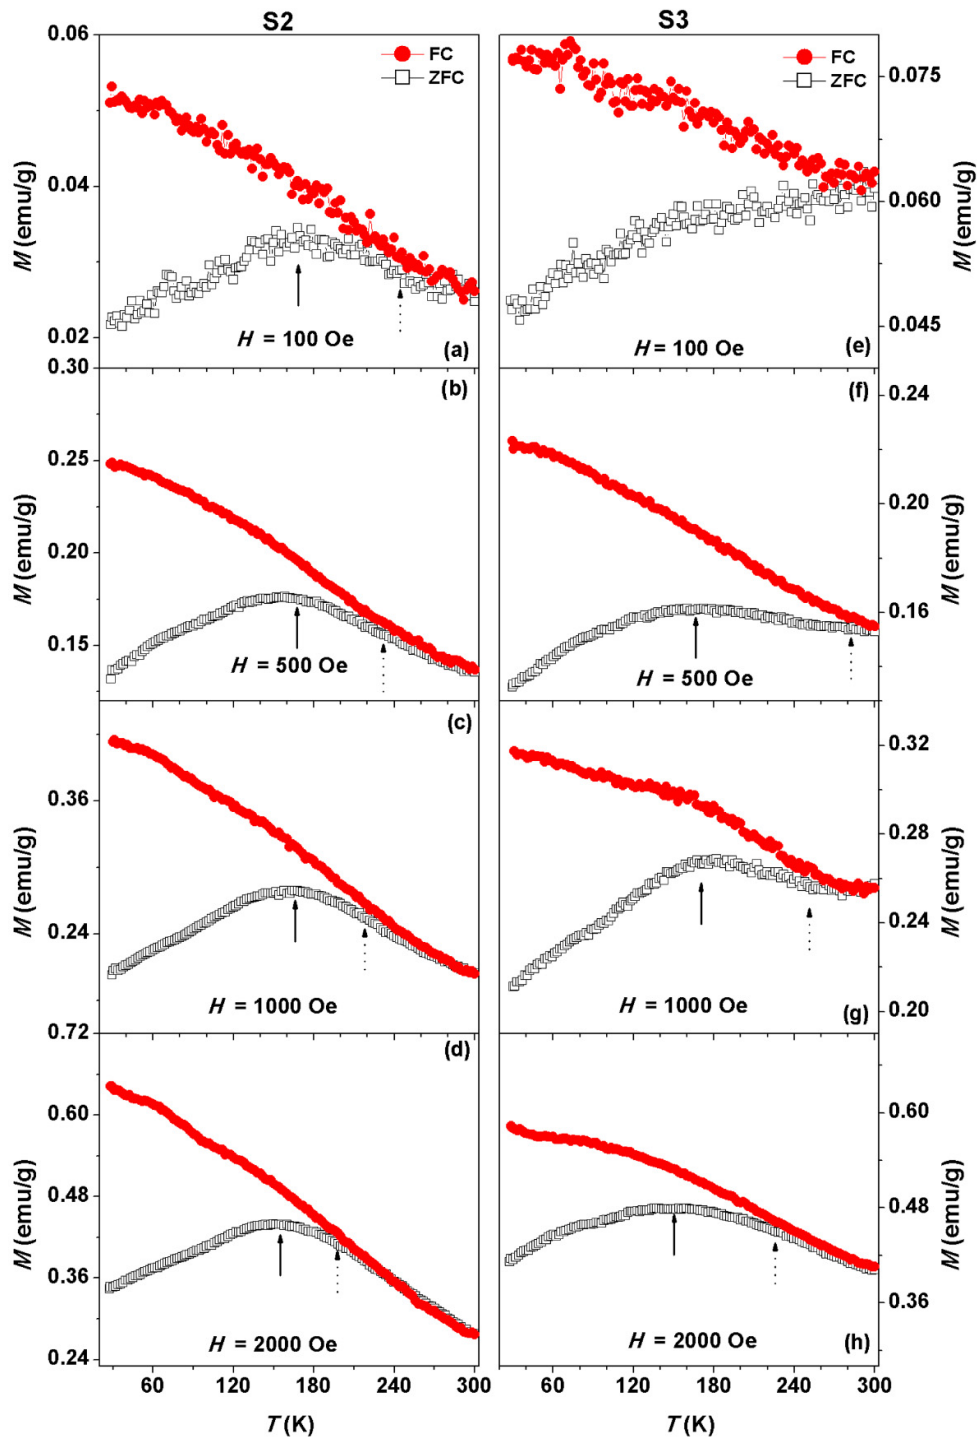 S2
S3
0.06
0.04
0.02
M (emu/g)
FC
ZFC
H = 100 Oe
(a)
FC
ZFC
0.075
0.060
0.045
M (emu/g)
H = 100 Oe
(e)
0.30
0.25
0.20
0.15
M (emu/g)
(b)
H = 500 Oe
(f)
0.24
0.20
0.16
M (emu/g)
H = 500 Oe
0.36
0.24
M (emu/g)
(c)
H = 1000 Oe
0.32
0.28
0.24
0.20
M (emu/g)
H = 1000 Oe
(g)
0.72
0.60
0.48
0.36
0.24
M (emu/g)
(d)
H = 2000 Oe
0.60
0.48
0.36
M (emu/g)
H = 2000 Oe
(h)
60 120 180 240 300
60 120 180 240 300
T (K)
T (K)